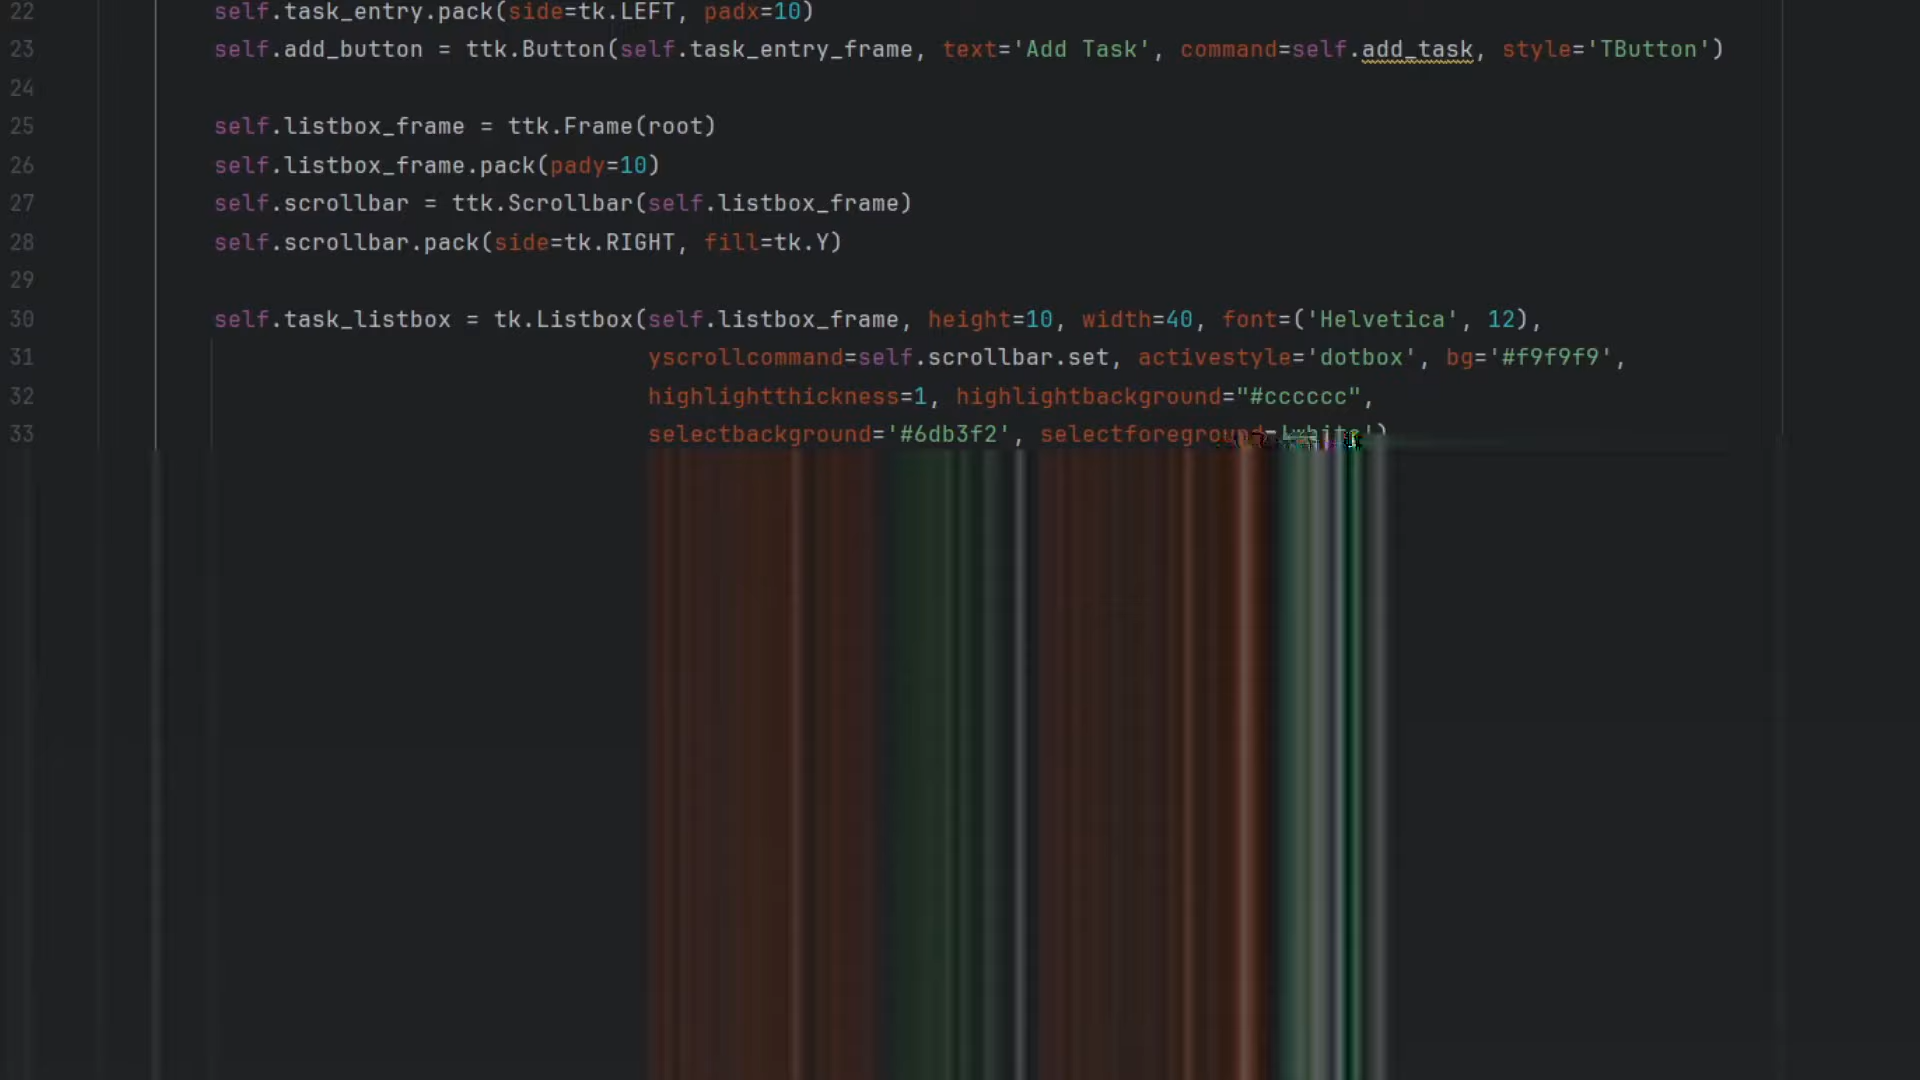 22 self.task_entry.pack(side=tk.LEFT, padx=10)
23 self.add_button = ttk.Button(self.task_entry_frame, text='Add Task', command=self.add_task, style='TButton')
24
25 self.listbox_frame = ttk.Frame(root)
26 self.listbox_frame.pack(pady=10)
27 self.scrollbar = ttk.Scrollbar(self.listbox_frame)
28 self.scrollbar.pack(side=tk.RIGHT, fill=tk.Y)
29
30 self.task_listbox = tk.Listbox(self.listbox_frame, height=10, width=40, font=('Helvetica', 12),
31 yscrollcommand=self.scrollbar.set, activestyle='dotbox', bg='#f9f9f9',
32 highlightthickness=1, highlightbackground="#cccccc",
33 selectbackground='#6db3f2', selectforeground=